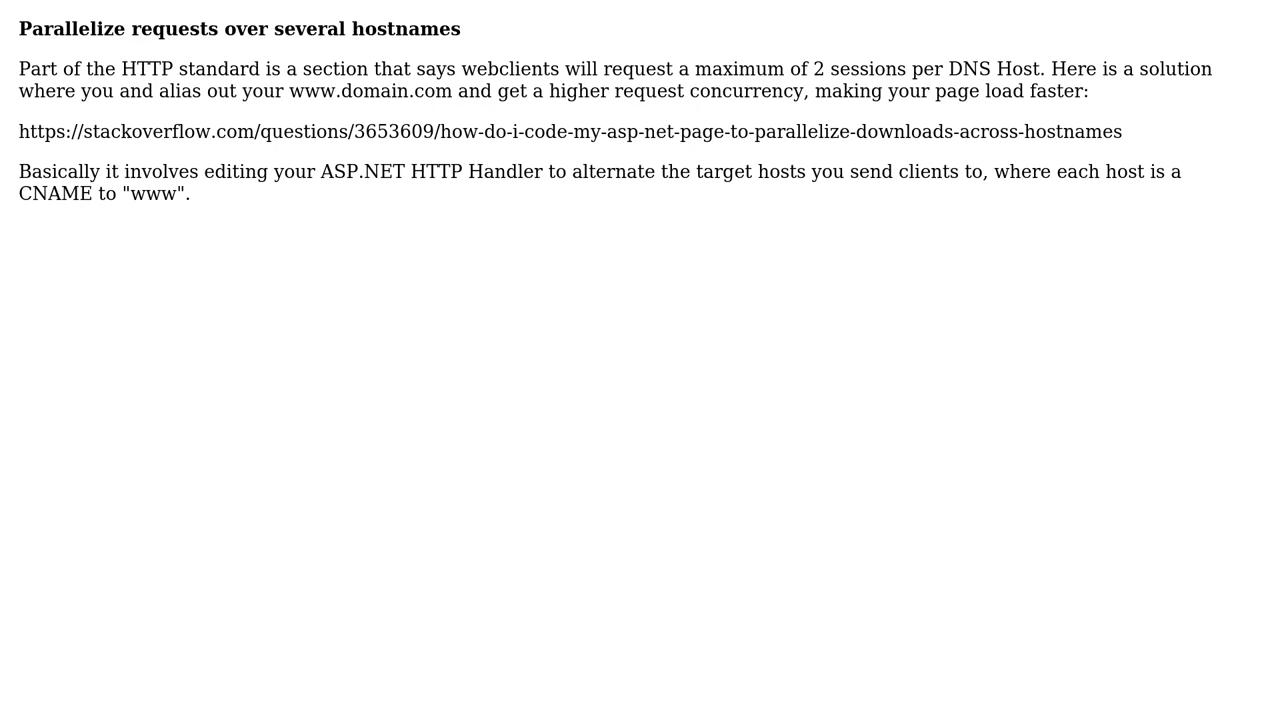 Parallelize requests over several hostnames
Part of the HTTP standard is a section that says webclients will request a maximum of 2 sessions per DNS Host. Here is a solution
where you and alias out your www.domain.com and get a higher request concurrency, making your page load faster:
https://stackoverflow.com/questions/3653609/how-do-i-code-my-asp-net-page-to-parallelize-downloads-across-hostnames
Basically it involves editing your ASP.NET HTTP Handler to alternate the target hosts you send clients to, where each host is a
CNAME to "www".